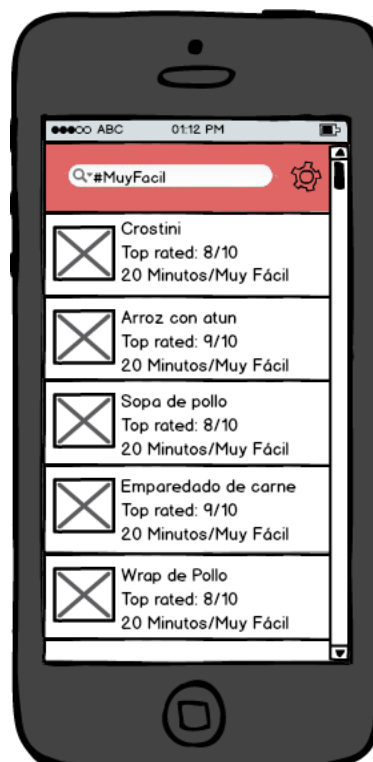 ABC 01:12 PM
#MuyFacil
Crostini
Top rated: 8/10
20 Minutos/Muy Fácil
Arroz con atun
Top rated: 9/10
20 Minutos/Muy Fácil
Sopa de pollo
Top rated: 8/10
20 Minutos/Muy Fácil
Emparedado de carne
Top rated: 9/10
20 Minutos/Muy Fácil
Wrap de Pollo
Top rated: 8/10
20 Minutos/Muy Fácil